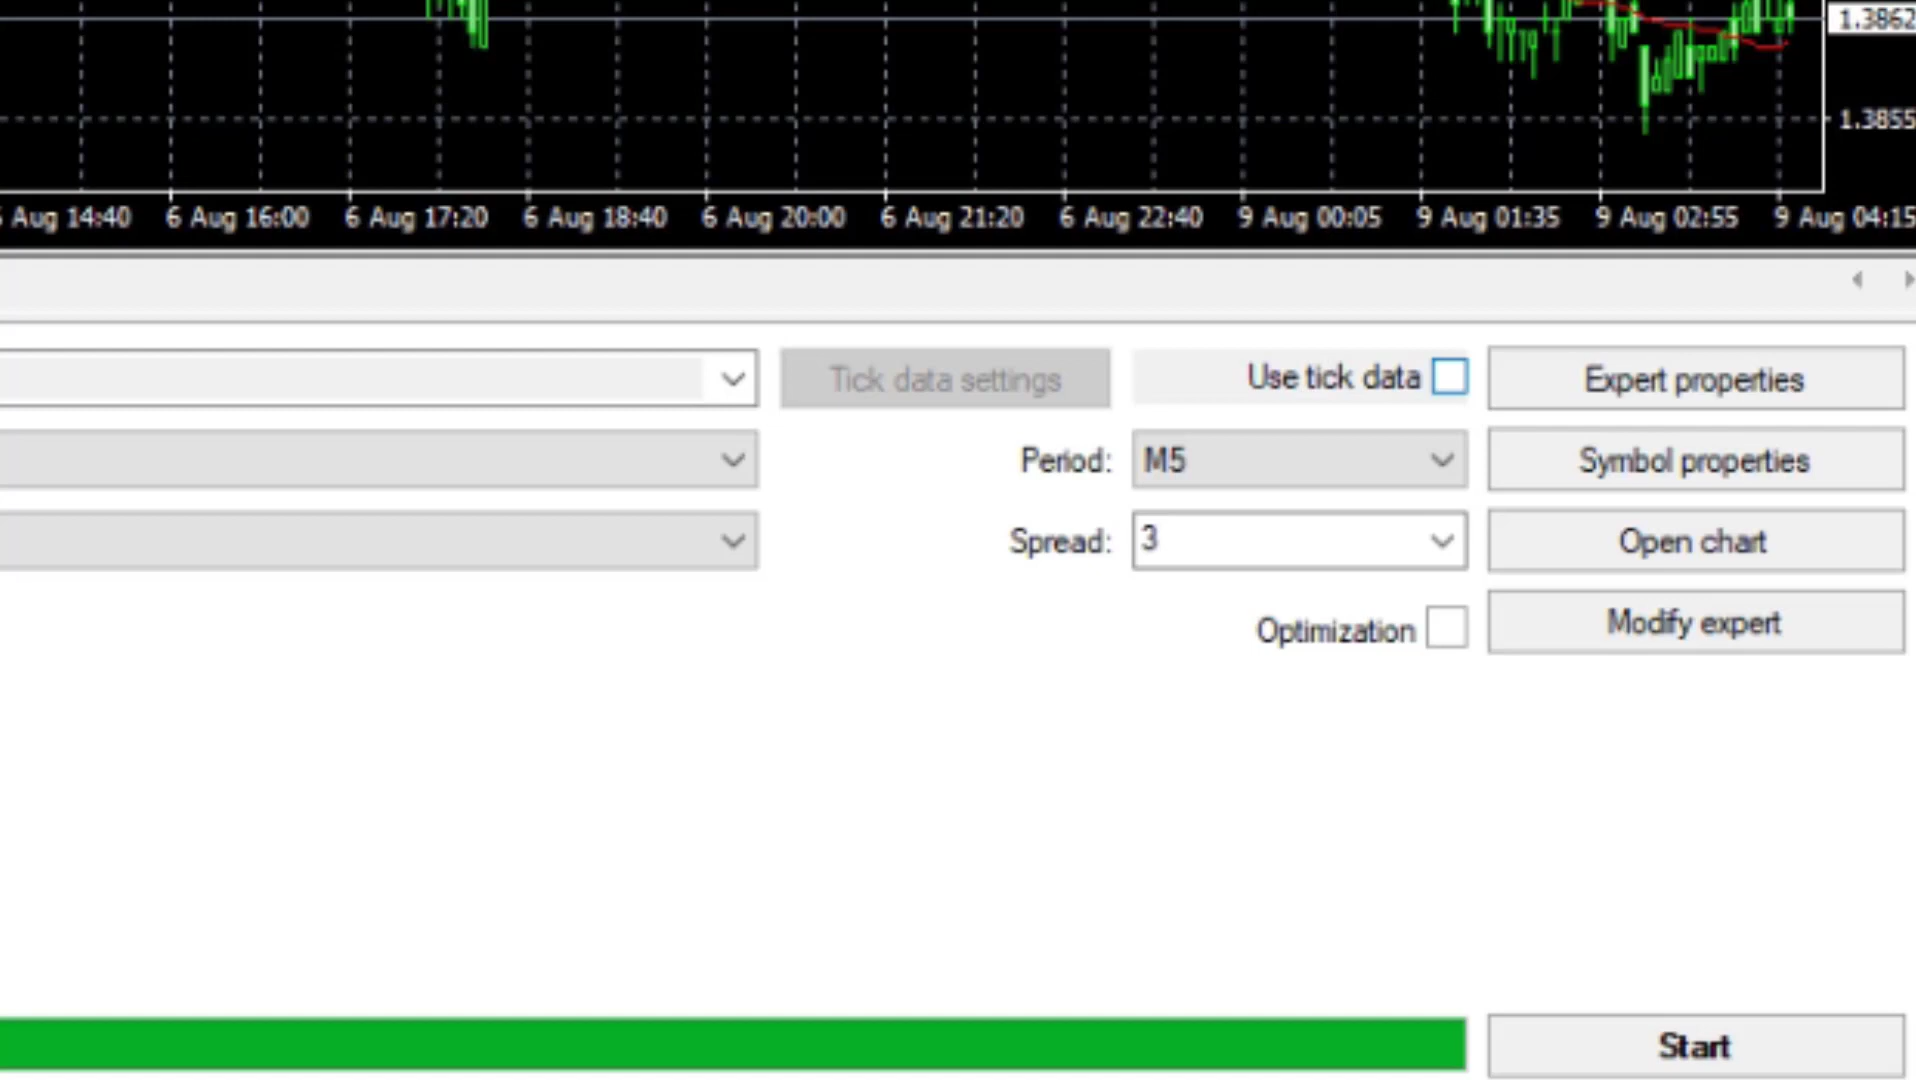 1.3862
1.3855
Aug 14:40 6 Aug 16:00 6 Aug 17:20 6 Aug 18:40 6 Aug 20:00 6 Aug 21:20 6 Aug 22:40 9 Aug 00:05 9 Aug 01:35 9 Aug 02:55 9 Aug 04:15
Tick data settings Use tick data Expert properties
Period: M5 Symbol properties
Spread: 3 Open chart
Optimization Modify expert
Start